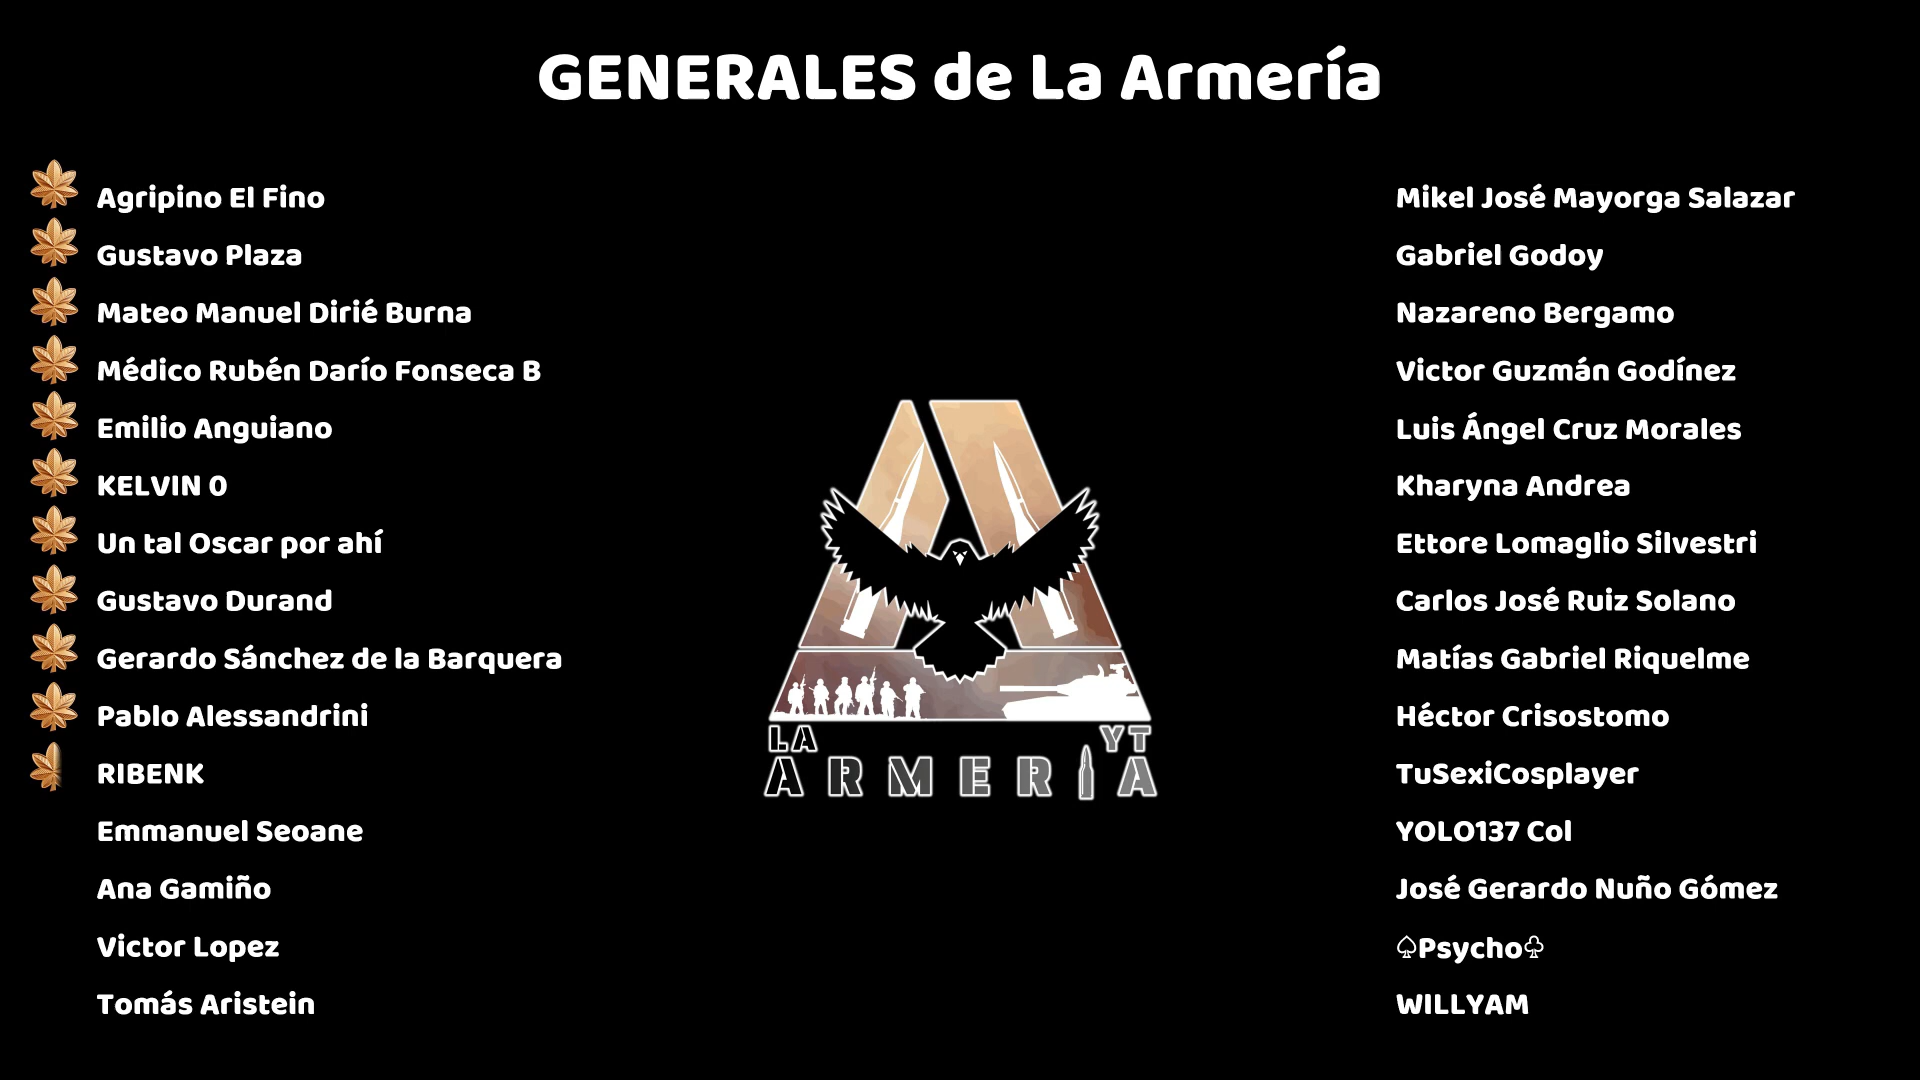 GENERALES de La Armería
Agripino El Fino
Gustavo Plaza
Mateo Manuel Dirié Burna
Médico Rubén Darío Fonseca B
Emilio Anguiano
KELVIN 0
Un tal Oscar por ahí
Gustavo Durand
Gerardo Sánchez de la Barquera
Pablo Alessandrini
RIBENK
Emmanuel Seoane
Ana Gamiño
Victor Lopez
Tomás Aristein
LA YT
ARMERIA
Mikel José Mayorga Salazar
Gabriel Godoy
Nazareno Bergamo
Victor Guzmán Godínez
Luis Ángel Cruz Morales
Kharyna Andrea
Ettore Lomaglio Silvestri
Carlos José Ruiz Solano
Matías Gabriel Riquelme
Héctor Crisostomo
TuSexiCosplayer
YOLO137 Col
José Gerardo Nuño Gómez
♤Psycho♧
WILLYAM